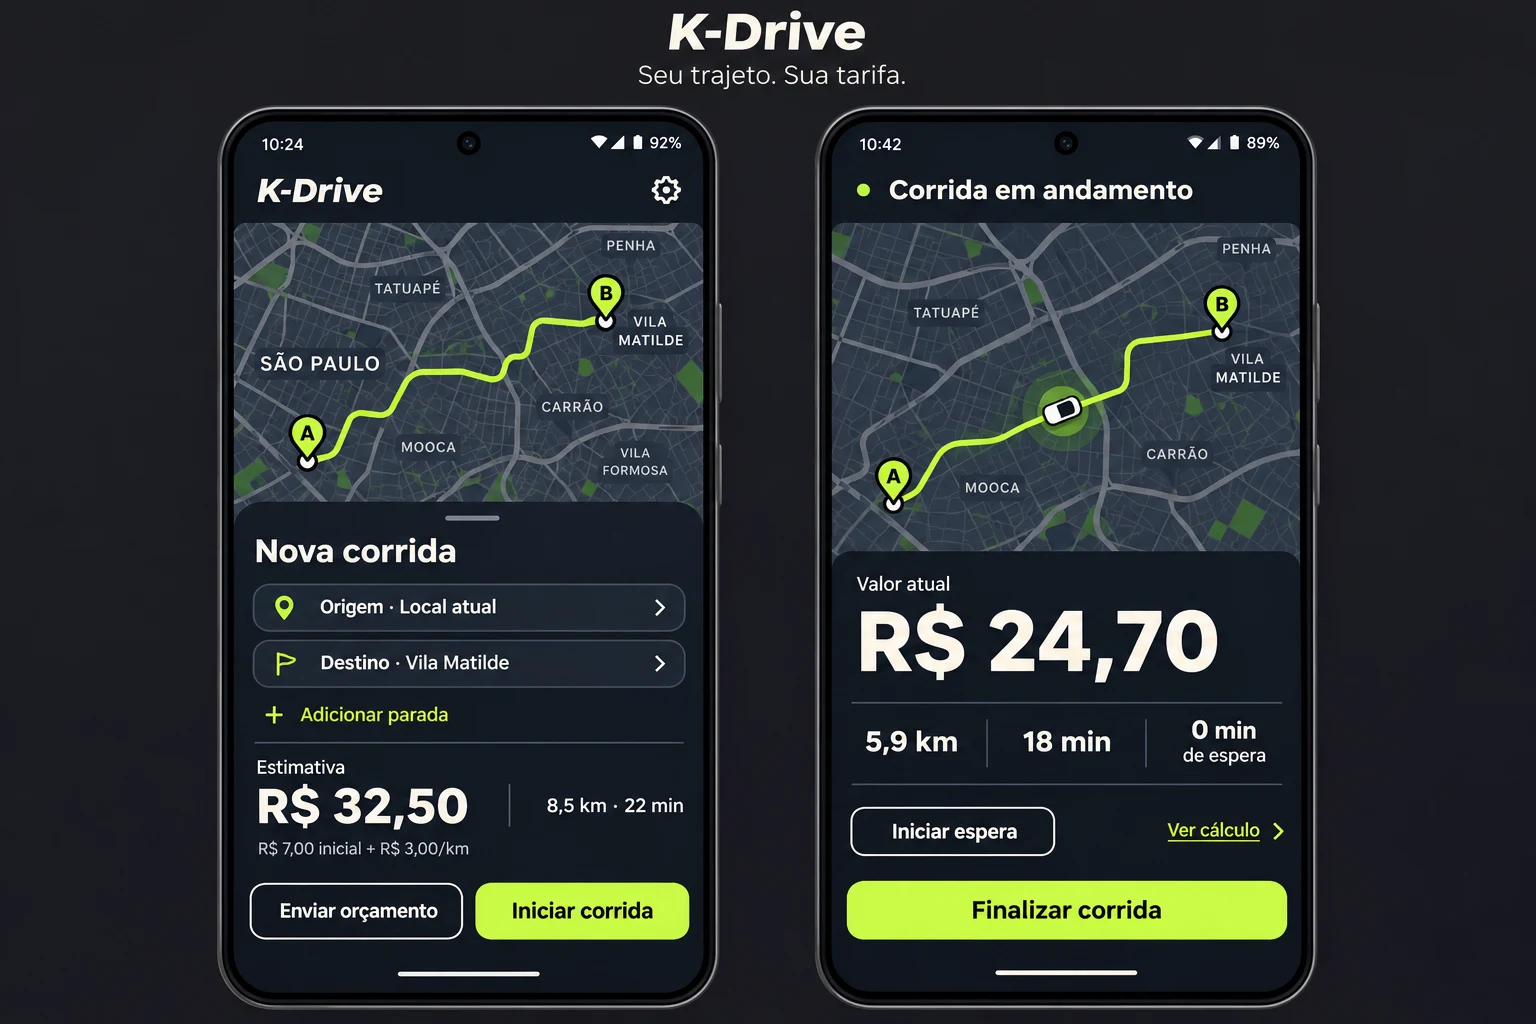 K-Drive
Seu trajeto. Sua tarifa.
10:24
92%
K-Drive
PENHA
TATUAPÉ
B
VILA
MATILDE
SÃO PAULO
CARRÃO
A
MOOCA
VILA
FORMOSA
Nova corrida
Origem · Local atual
Destino · Vila Matilde
+ Adicionar parada
Estimativa
R$ 32,50
8,5 km · 22 min
R$ 7,00 inicial + R$ 3,00/km
Enviar orçamento
Iniciar corrida
10:42
89%
Corrida em andamento
PENHA
B
TATUAPÉ
VILA
MATILDE
CARRÃO
A
MOOCA
Valor atual
R$ 24,70
5,9 km
18 min
0 min
de espera
Iniciar espera
Ver cálculo
Finalizar corrida